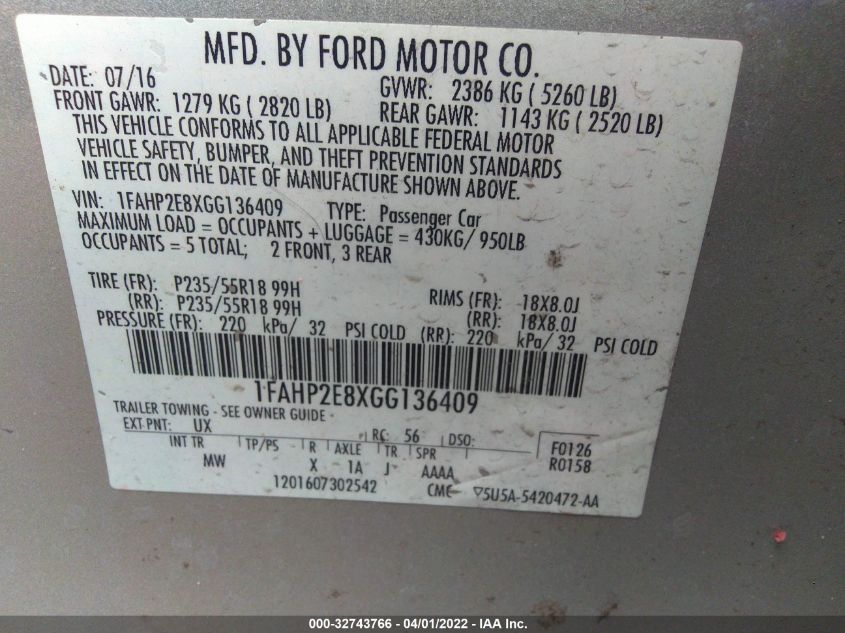 MFD. BY FORD MOTOR CO.
DATE: 07/16 GVWR: 2386 KG ( 5260 LB)
FRONT GAWR: 1279 KG ( 2820 LB) REAR GAWR: 1143 KG ( 2520 LB)
THIS VEHICLE CONFORMS TO ALL APPLICABLE FEDERAL MOTOR
VEHICLE SAFETY, BUMPER, AND THEFT PREVENTION STANDARDS
IN EFFECT ON THE DATE OF MANUFACTURE SHOWN ABOVE.
VIN: 1FAHP2E8XGG136409 TYPE: Passenger Car
MAXIMUM LOAD = OCCUPANTS + LUGGAGE = 430KG/ 950LB
OCCUPANTS = 5 TOTAL; 2 FRONT, 3 REAR
TIRE (FR): P235/55R18 99H RIMS (FR): 18X8.0J
(RR): P235/55R18 99H (RR): 18X8.0J
PRESSURE (FR): 220 kPa/ 32 PSI COLD (RR): 220 kPa/ 32 PSI COLD
1FAHP2E8XGG136409
TRAILER TOWING - SEE OWNER GUIDE -
EXT PNT: UX RC: 56 DSO: F0126
INT TR TP/PS R AXLE TR SPR R0158
MW X 1A J AAAA
1201607302542 CMC 5U5A-5420472-AA
000-32743766 - 04/01/2022 - IAA Inc.